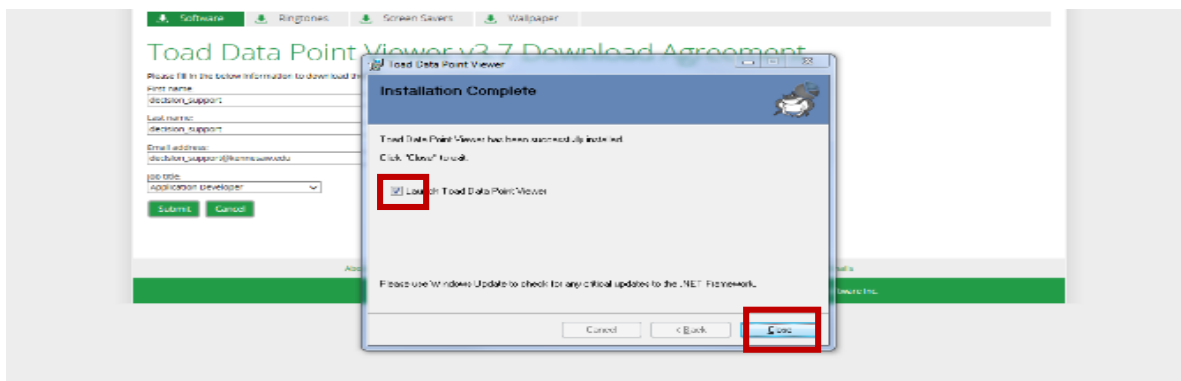 Software Ringtones Screen Savers Wallpaper
Toad Data Point Viewer v3.7 Download Agreement
Please fill in the below information to download
First name
decision_support
Last name:
decision_support
Email address:
decision_support@kennesaw.edu
Job title:
Application Developer
Submit Cancel
Toad Data Point Viewer
Installation Complete
Toad Data Point Viewer has been successfully installed.
Click "Close" to exit.
Launch Toad Data Point Viewer
Please use Windows Update to check for any critical updates to the .NET Framework.
Cancel < Back Close